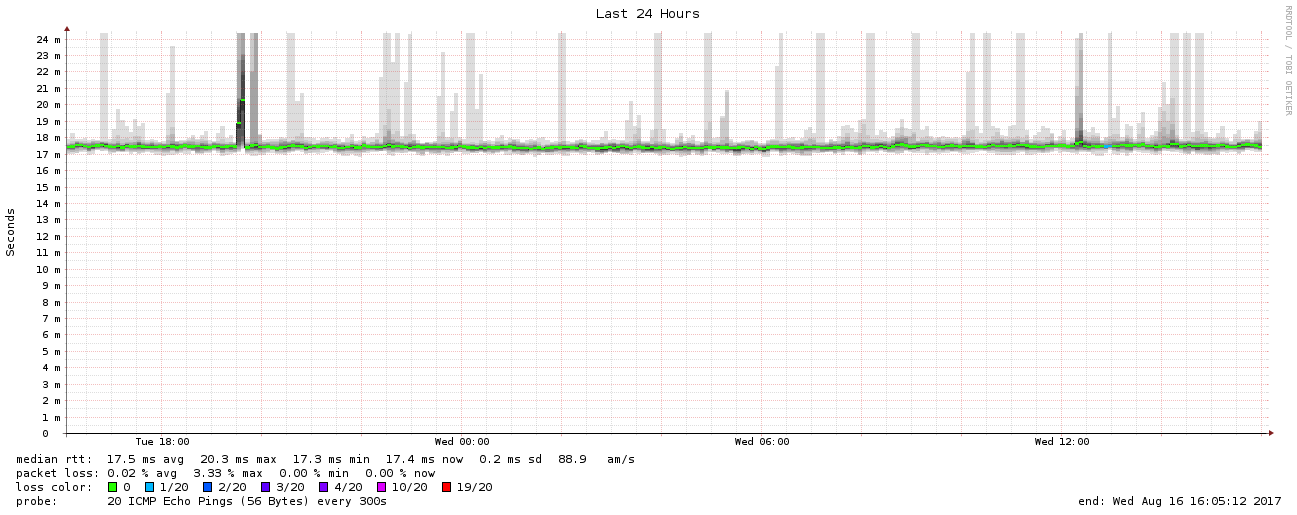 Last 24 Hours
RRDTOOL / TOBI OETIKER
Seconds
24 m
23 m
22 m
21 m
20 m
19 m
18 m
17 m
16 m
15 m
14 m
13 m
12 m
11 m
10 m
9 m
8 m
7 m
6 m
5 m
4 m
3 m
2 m
1 m
0
Tue 18:00 Wed 00:00 Wed 06:00 Wed 12:00
median rtt: 17.5 ms avg 20.3 ms max 17.3 ms min 17.4 ms now 0.2 ms sd 88.9 am/s
packet loss: 0.02 % avg 3.33 % max 0.00 % min 0.00 % now
loss color: 0 1/20 2/20 3/20 4/20 10/20 19/20
probe: 20 ICMP Echo Pings (56 Bytes) every 300s end: Wed Aug 16 16:05:12 2017